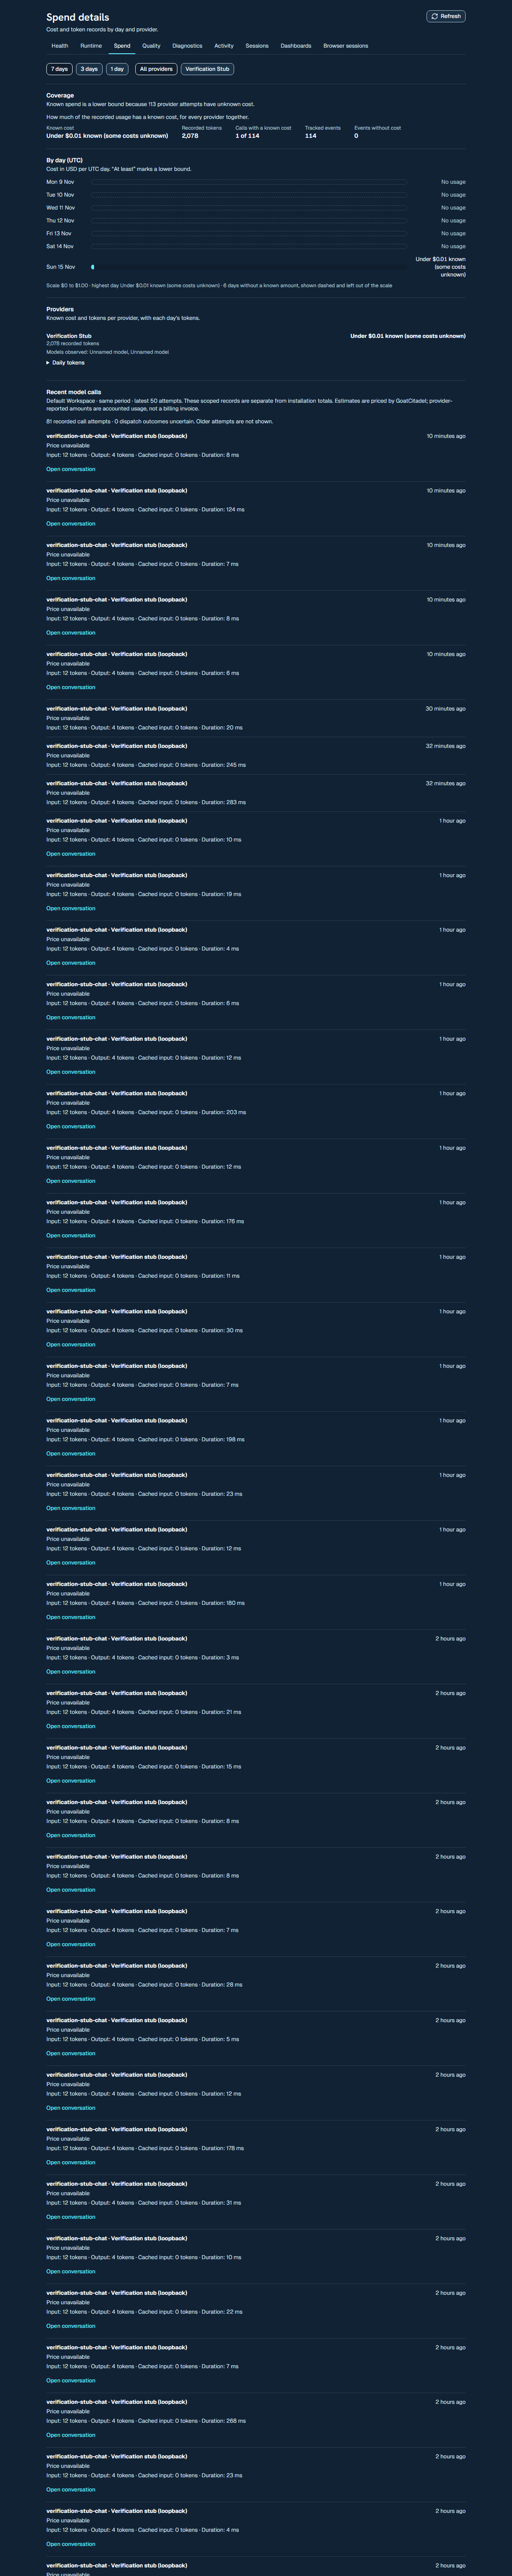 Spend details
Refresh
Cost and token records by day and provider.
Health Runtime Spend Quality Diagnostics Activity Sessions Dashboards Browser sessions
7 days 3 days 1 day All providers Verification Stub
Coverage
Known spend is a lower bound because 113 provider attempts have unknown cost.
How much of the recorded usage has a known cost, for every provider together.
Known cost Recorded tokens Calls with a known cost Tracked events Events without cost
Under $0.01 known (some costs unknown) 2,078 1 of 114 114 0
By day (UTC)
Cost in USD per UTC day. "At least" marks a lower bound.
Mon 9 Nov No usage
Tue 10 Nov No usage
Wed 11 Nov No usage
Thu 12 Nov No usage
Fri 13 Nov No usage
Sat 14 Nov No usage
Sun 15 Nov Under $0.01 known
(some costs
unknown)
Scale $0 to $1.00 · highest day Under $0.01 known (some costs unknown) · 6 days without a known amount, shown dashed and left out of the scale
Providers
Known cost and tokens per provider, with each day's tokens.
Verification Stub Under $0.01 known (some costs unknown)
2,078 recorded tokens
Models observed: Unnamed model, Unnamed model
Daily tokens
Recent model calls
Default Workspace · same period · latest 50 attempts. These scoped records are separate from installation totals. Estimates are priced by GoatCitadel; provider-
reported amounts are accounted usage, not a billing invoice.
81 recorded call attempts · 0 dispatch outcomes uncertain. Older attempts are not shown.
verification-stub-chat · Verification stub (loopback) 10 minutes ago
Price unavailable
Input: 12 tokens · Output: 4 tokens · Cached input: 0 tokens · Duration: 8 ms
Open conversation
verification-stub-chat · Verification stub (loopback) 10 minutes ago
Price unavailable
Input: 12 tokens · Output: 4 tokens · Cached input: 0 tokens · Duration: 124 ms
Open conversation
verification-stub-chat · Verification stub (loopback) 10 minutes ago
Price unavailable
Input: 12 tokens · Output: 4 tokens · Cached input: 0 tokens · Duration: 7 ms
Open conversation
verification-stub-chat · Verification stub (loopback) 10 minutes ago
Price unavailable
Input: 12 tokens · Output: 4 tokens · Cached input: 0 tokens · Duration: 8 ms
Open conversation
verification-stub-chat · Verification stub (loopback) 10 minutes ago
Price unavailable
Input: 12 tokens · Output: 4 tokens · Cached input: 0 tokens · Duration: 6 ms
Open conversation
verification-stub-chat · Verification stub (loopback) 30 minutes ago
Price unavailable
Input: 12 tokens · Output: 4 tokens · Cached input: 0 tokens · Duration: 20 ms
verification-stub-chat · Verification stub (loopback) 32 minutes ago
Price unavailable
Input: 12 tokens · Output: 4 tokens · Cached input: 0 tokens · Duration: 245 ms
verification-stub-chat · Verification stub (loopback) 32 minutes ago
Price unavailable
Input: 12 tokens · Output: 4 tokens · Cached input: 0 tokens · Duration: 283 ms
verification-stub-chat · Verification stub (loopback) 1 hour ago
Price unavailable
Input: 12 tokens · Output: 4 tokens · Cached input: 0 tokens · Duration: 10 ms
Open conversation
verification-stub-chat · Verification stub (loopback) 1 hour ago
Price unavailable
Input: 12 tokens · Output: 4 tokens · Cached input: 0 tokens · Duration: 19 ms
Open conversation
verification-stub-chat · Verification stub (loopback) 1 hour ago
Price unavailable
Input: 12 tokens · Output: 4 tokens · Cached input: 0 tokens · Duration: 4 ms
Open conversation
verification-stub-chat · Verification stub (loopback) 1 hour ago
Price unavailable
Input: 12 tokens · Output: 4 tokens · Cached input: 0 tokens · Duration: 6 ms
Open conversation
verification-stub-chat · Verification stub (loopback) 1 hour ago
Price unavailable
Input: 12 tokens · Output: 4 tokens · Cached input: 0 tokens · Duration: 12 ms
Open conversation
verification-stub-chat · Verification stub (loopback) 1 hour ago
Price unavailable
Input: 12 tokens · Output: 4 tokens · Cached input: 0 tokens · Duration: 203 ms
Open conversation
verification-stub-chat · Verification stub (loopback) 1 hour ago
Price unavailable
Input: 12 tokens · Output: 4 tokens · Cached input: 0 tokens · Duration: 12 ms
Open conversation
verification-stub-chat · Verification stub (loopback) 1 hour ago
Price unavailable
Input: 12 tokens · Output: 4 tokens · Cached input: 0 tokens · Duration: 176 ms
Open conversation
verification-stub-chat · Verification stub (loopback) 1 hour ago
Price unavailable
Input: 12 tokens · Output: 4 tokens · Cached input: 0 tokens · Duration: 11 ms
Open conversation
verification-stub-chat · Verification stub (loopback) 1 hour ago
Price unavailable
Input: 12 tokens · Output: 4 tokens · Cached input: 0 tokens · Duration: 30 ms
Open conversation
verification-stub-chat · Verification stub (loopback) 1 hour ago
Price unavailable
Input: 12 tokens · Output: 4 tokens · Cached input: 0 tokens · Duration: 7 ms
Open conversation
verification-stub-chat · Verification stub (loopback) 1 hour ago
Price unavailable
Input: 12 tokens · Output: 4 tokens · Cached input: 0 tokens · Duration: 198 ms
Open conversation
verification-stub-chat · Verification stub (loopback) 1 hour ago
Price unavailable
Input: 12 tokens · Output: 4 tokens · Cached input: 0 tokens · Duration: 23 ms
Open conversation
verification-stub-chat · Verification stub (loopback) 1 hour ago
Price unavailable
Input: 12 tokens · Output: 4 tokens · Cached input: 0 tokens · Duration: 12 ms
Open conversation
verification-stub-chat · Verification stub (loopback) 1 hour ago
Price unavailable
Input: 12 tokens · Output: 4 tokens · Cached input: 0 tokens · Duration: 180 ms
Open conversation
verification-stub-chat · Verification stub (loopback) 2 hours ago
Price unavailable
Input: 12 tokens · Output: 4 tokens · Cached input: 0 tokens · Duration: 3 ms
Open conversation
verification-stub-chat · Verification stub (loopback) 2 hours ago
Price unavailable
Input: 12 tokens · Output: 4 tokens · Cached input: 0 tokens · Duration: 21 ms
Open conversation
verification-stub-chat · Verification stub (loopback) 2 hours ago
Price unavailable
Input: 12 tokens · Output: 4 tokens · Cached input: 0 tokens · Duration: 15 ms
Open conversation
verification-stub-chat · Verification stub (loopback) 2 hours ago
Price unavailable
Input: 12 tokens · Output: 4 tokens · Cached input: 0 tokens · Duration: 8 ms
Open conversation
verification-stub-chat · Verification stub (loopback) 2 hours ago
Price unavailable
Input: 12 tokens · Output: 4 tokens · Cached input: 0 tokens · Duration: 8 ms
Open conversation
verification-stub-chat · Verification stub (loopback) 2 hours ago
Price unavailable
Input: 12 tokens · Output: 4 tokens · Cached input: 0 tokens · Duration: 7 ms
Open conversation
verification-stub-chat · Verification stub (loopback) 2 hours ago
Price unavailable
Input: 12 tokens · Output: 4 tokens · Cached input: 0 tokens · Duration: 28 ms
Open conversation
verification-stub-chat · Verification stub (loopback) 2 hours ago
Price unavailable
Input: 12 tokens · Output: 4 tokens · Cached input: 0 tokens · Duration: 5 ms
Open conversation
verification-stub-chat · Verification stub (loopback) 2 hours ago
Price unavailable
Input: 12 tokens · Output: 4 tokens · Cached input: 0 tokens · Duration: 12 ms
Open conversation
verification-stub-chat · Verification stub (loopback) 2 hours ago
Price unavailable
Input: 12 tokens · Output: 4 tokens · Cached input: 0 tokens · Duration: 178 ms
Open conversation
verification-stub-chat · Verification stub (loopback) 2 hours ago
Price unavailable
Input: 12 tokens · Output: 4 tokens · Cached input: 0 tokens · Duration: 31 ms
Open conversation
verification-stub-chat · Verification stub (loopback) 2 hours ago
Price unavailable
Input: 12 tokens · Output: 4 tokens · Cached input: 0 tokens · Duration: 10 ms
Open conversation
verification-stub-chat · Verification stub (loopback) 2 hours ago
Price unavailable
Input: 12 tokens · Output: 4 tokens · Cached input: 0 tokens · Duration: 22 ms
Open conversation
verification-stub-chat · Verification stub (loopback) 2 hours ago
Price unavailable
Input: 12 tokens · Output: 4 tokens · Cached input: 0 tokens · Duration: 7 ms
Open conversation
verification-stub-chat · Verification stub (loopback) 2 hours ago
Price unavailable
Input: 12 tokens · Output: 4 tokens · Cached input: 0 tokens · Duration: 268 ms
Open conversation
verification-stub-chat · Verification stub (loopback) 2 hours ago
Price unavailable
Input: 12 tokens · Output: 4 tokens · Cached input: 0 tokens · Duration: 23 ms
Open conversation
verification-stub-chat · Verification stub (loopback) 2 hours ago
Price unavailable
Input: 12 tokens · Output: 4 tokens · Cached input: 0 tokens · Duration: 4 ms
Open conversation
verification-stub-chat · Verification stub (loopback) 2 hours ago
Price unavailable